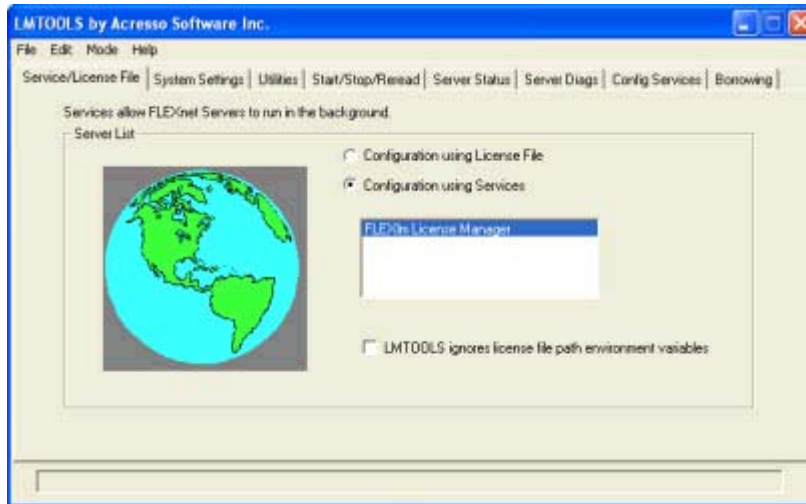 LMTOOLS by Acresso Software Inc.
File Edit Mode Help
Service/License File System Settings Utilities Start/Stop/Reread Server Status Server Diags Config Services Borrowing
Services allow FLEXnet Servers to run in the background.
Server List
Configuration using License File
Configuration using Services
FLEXlm License Manager
LMTOOLS ignores license file path environment variables